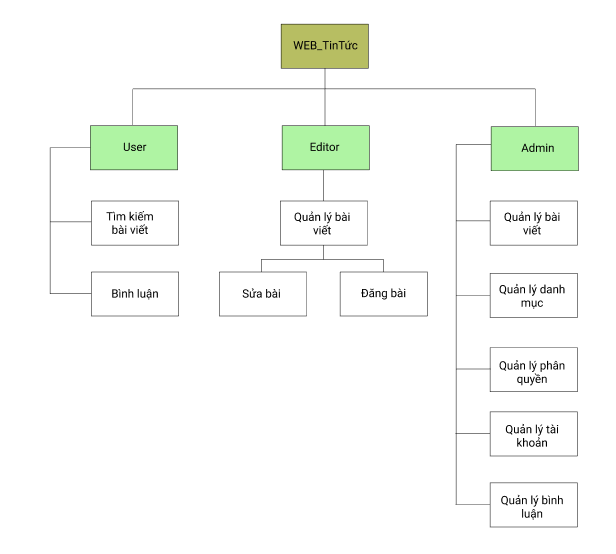 WEB_TinTức
User
Editor
Admin
Tìm kiếm
bài viết
Quản lý bài
viết
Quản lý bài
viết
Bình luận
Sửa bài
Đăng bài
Quản lý danh
mục
Quản lý phân
quyền
Quản lý tài
khoản
Quản lý bình
luận